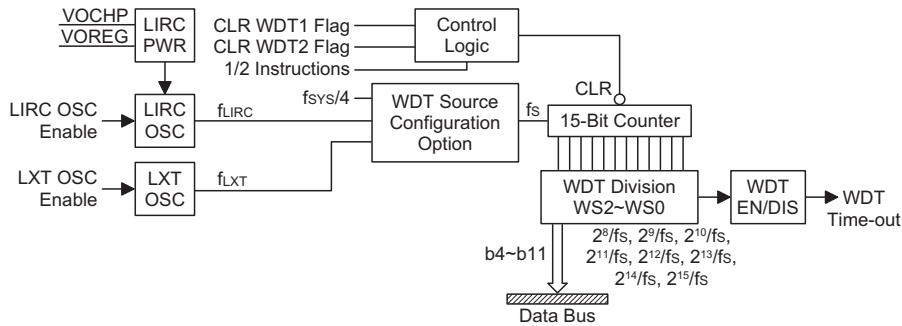 VOCHP
VOREG
LIRC
PWR
CLR WDT1 Flag
CLR WDT2 Flag
1/2 Instructions
Control
Logic
CLR
LIRC OSC
Enable
LIRC
OSC
fLIRC
fSYS/4
WDT Source
Configuration
Option
fS
15-Bit Counter
LXT OSC
Enable
LXT
OSC
fLXT
WDT Division
WS2~WS0
WDT
EN/DIS
WDT
Time-out
b4~b11
2⁸/fs, 2⁹/fs, 2¹⁰/fs,
2¹¹/fs, 2¹²/fs, 2¹³/fs,
2¹⁴/fs, 2¹⁵/fs
Data Bus